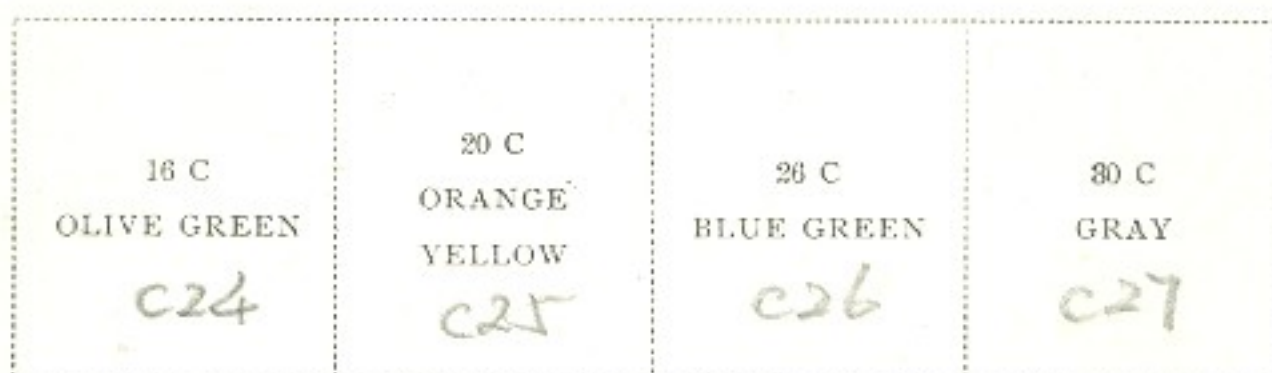 16 C
OLIVE GREEN
C24
20 C
ORANGE
YELLOW
C25
26 C
BLUE GREEN
C26
30 C
GRAY
C27